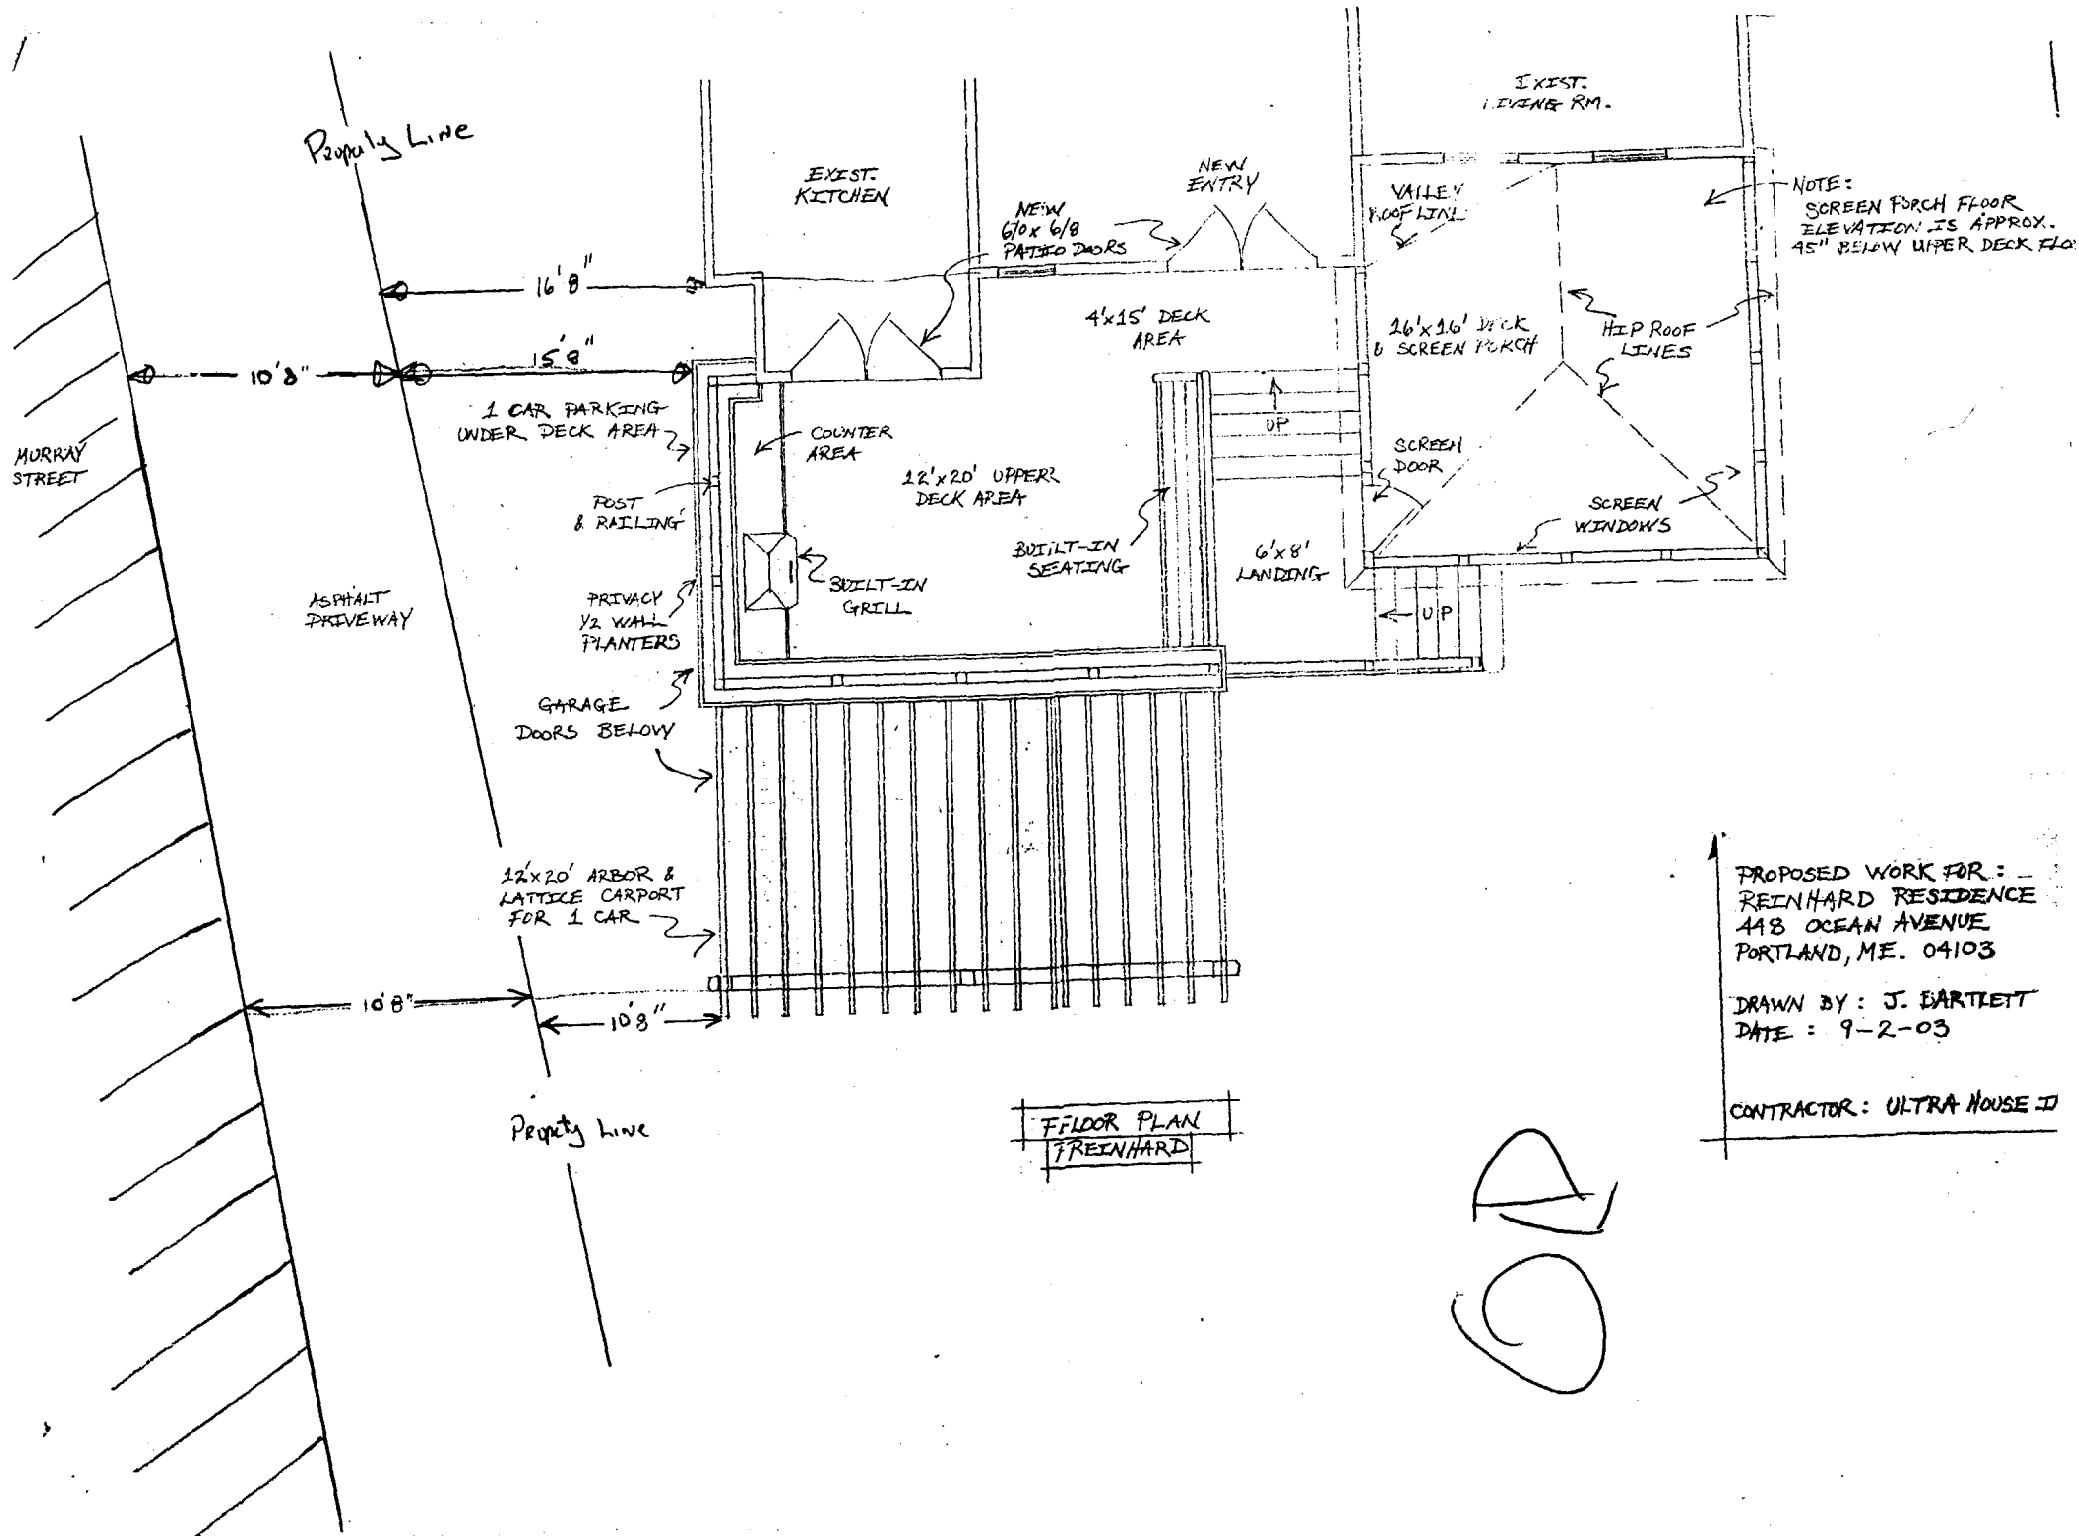 Property Line
EXIST.
LIVING RM.
EXIST.
KITCHEN
NEW
ENTRY
NEW
6/0 x 6/8
PATIO DOORS
VALLEY
ROOF LINE
NOTE:
SCREEN PORCH FLOOR
ELEVATION IS APPROX.
45" BELOW UPPER DECK FLO
16'8"
15'8"
10'8"
4'x15' DECK
AREA
16'x16' DECK
& SCREEN PORCH
HIP ROOF
LINES
1 CAR PARKING
UNDER DECK AREA
COUNTER
AREA
UP
SCREEN
DOOR
MURRAY
STREET
12'x20' UPPER
DECK AREA
POST
& RAILING
SCREEN
WINDOWS
BUILT-IN
SEATING
6'x8'
LANDING
BUILT-IN
GRILL
UP
ASPHALT
DRIVEWAY
PRIVACY
1/2 WALL
PLANTERS
GARAGE
DOORS BELOW
12'x20' ARBOR &
LATTICE CARPORT
FOR 1 CAR
10'8"
10'8"
Property Line
FLOOR PLAN
REINHARD
PROPOSED WORK FOR:
REINHARD RESIDENCE
448 OCEAN AVENUE
PORTLAND, ME. 04103
DRAWN BY: J. BARTLETT
DATE: 9-2-03
CONTRACTOR: ULTRA HOUSE